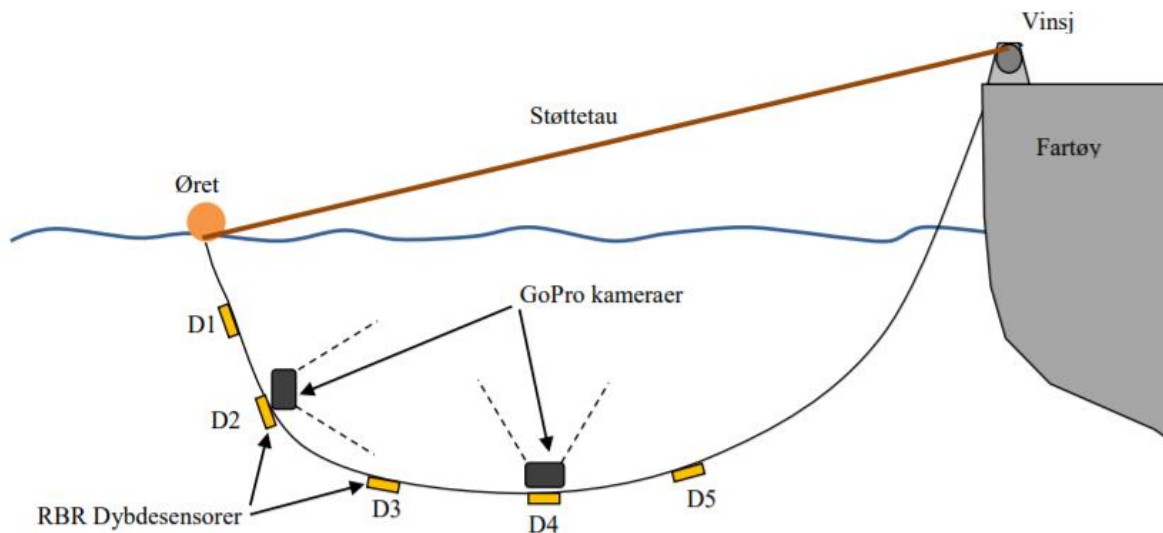 Vinsj
Støttetau
Fartøy
Øret
GoPro kameraer
D1
D2
D3
D4
D5
RBR Dybdesensorer